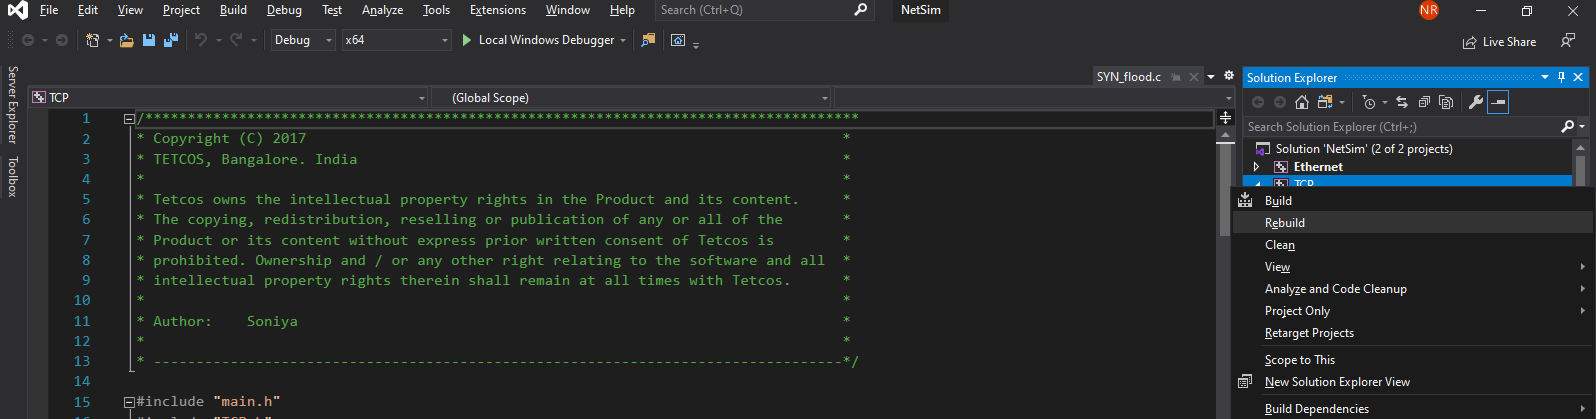 File Edit View Project Build Debug Test Analyze Tools Extensions Window Help Search (Ctrl+Q) NetSim NR
Debug x64 Local Windows Debugger Live Share
Server Explorer
Toolbox
SYN_flood.c
TCP (Global Scope)
1 /*************************************************************************************
2 * Copyright (C) 2017 *
3 * TETCOS, Bangalore. India *
4 * *
5 * Tetcos owns the intellectual property rights in the Product and its content. *
6 * The copying, redistribution, reselling or publication of any or all of the *
7 * Product or its content without express prior written consent of Tetcos is *
8 * prohibited. Ownership and / or any other right relating to the software and all *
9 * intellectual property rights therein shall remain at all times with Tetcos. *
10 * *
11 * Author: Soniya *
12 * *
13 * ---------------------------------------------------------------------------------*/
14
15 #include "main.h"
Solution Explorer
Search Solution Explorer (Ctrl+;)
Solution 'NetSim' (2 of 2 projects)
Ethernet
TCP
Build
Rebuild
Clean
View
Analyze and Code Cleanup
Project Only
Retarget Projects
Scope to This
New Solution Explorer View
Build Dependencies